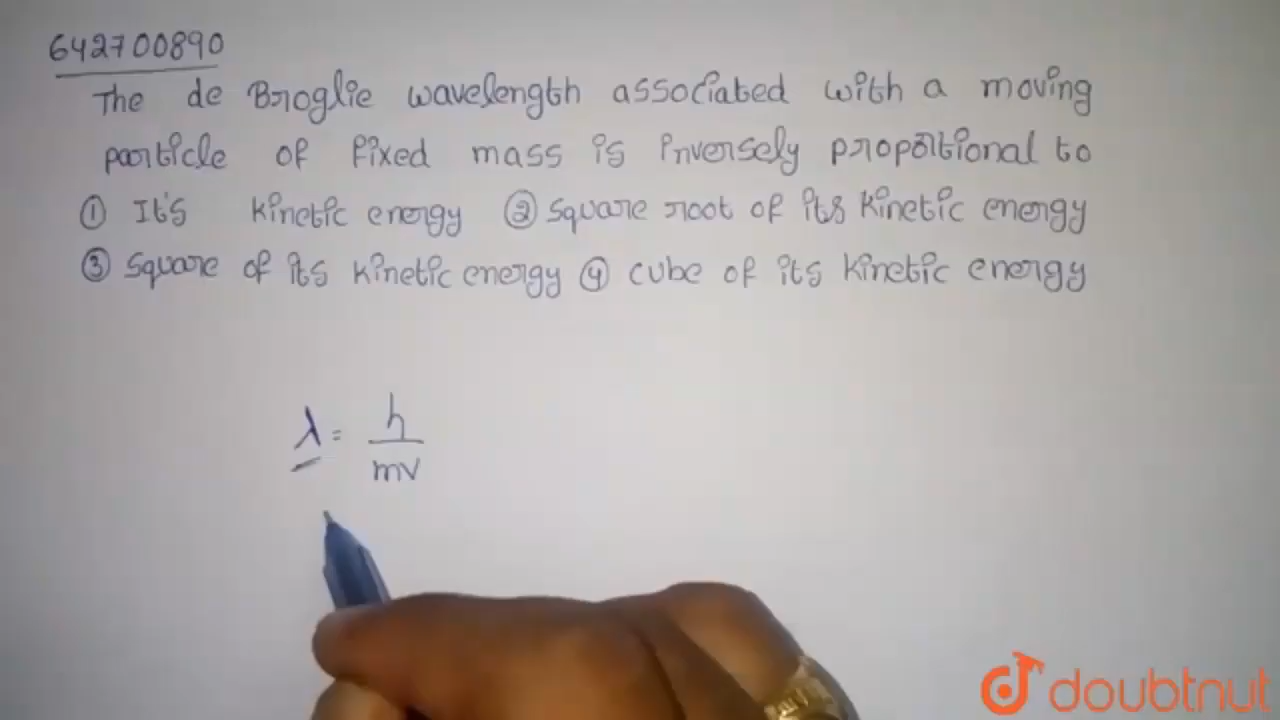 642700890
The de Broglie wavelength associated with a moving
particle of fixed mass is inversely proportional to
① It's kinetic energy ② square root of its kinetic energy
③ square of its kinetic energy ④ cube of its kinetic energy
λ = h
mv
doubtnut